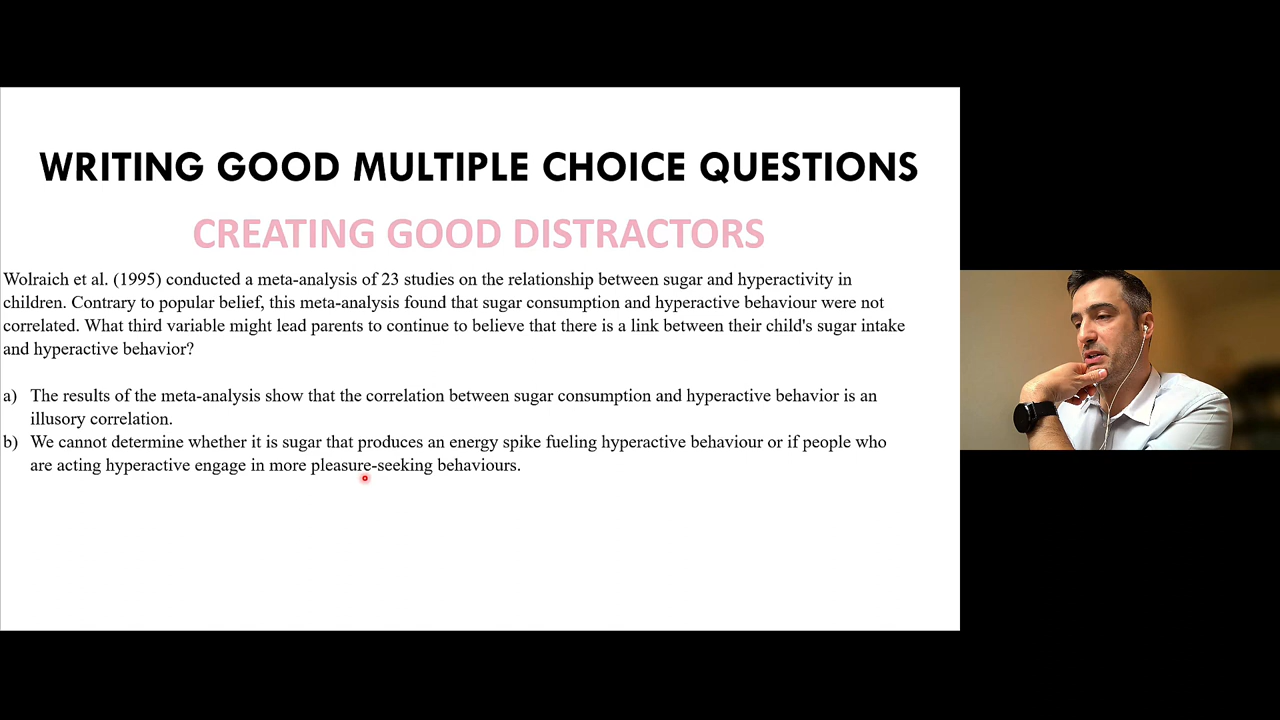 WRITING GOOD MULTIPLE CHOICE QUESTIONS
CREATING GOOD DISTRACTORS
Wolraich et al. (1995) conducted a meta-analysis of 23 studies on the relationship between sugar and hyperactivity in
children. Contrary to popular belief, this meta-analysis found that sugar consumption and hyperactive behaviour were not
correlated. What third variable might lead parents to continue to believe that there is a link between their child's sugar intake
and hyperactive behavior?
a) The results of the meta-analysis show that the correlation between sugar consumption and hyperactive behavior is an
illusory correlation.
b) We cannot determine whether it is sugar that produces an energy spike fueling hyperactive behaviour or if people who
are acting hyperactive engage in more pleasure-seeking behaviours.